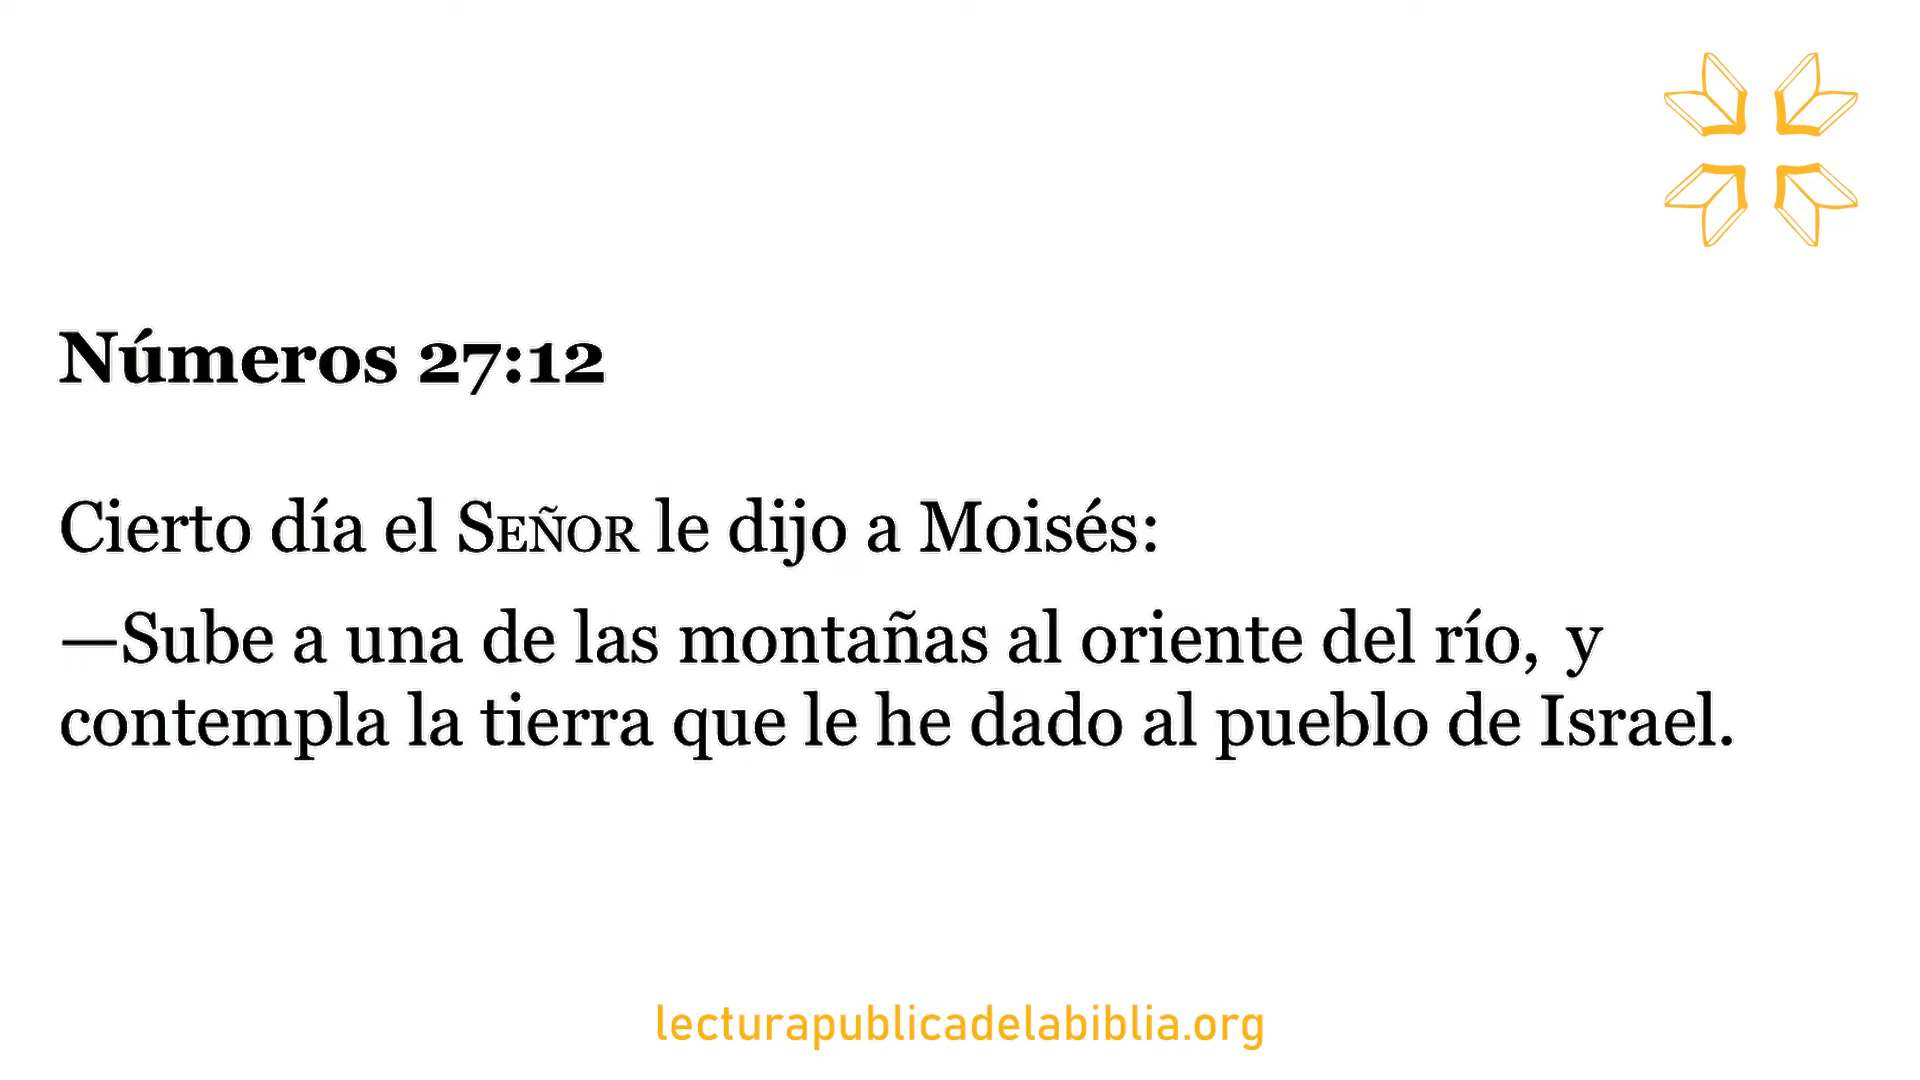 Números 27:12
Cierto día el SEÑOR le dijo a Moisés:
—Sube a una de las montañas al oriente del río, y
contempla la tierra que le he dado al pueblo de Israel.
lecturapublicadelabiblia.org